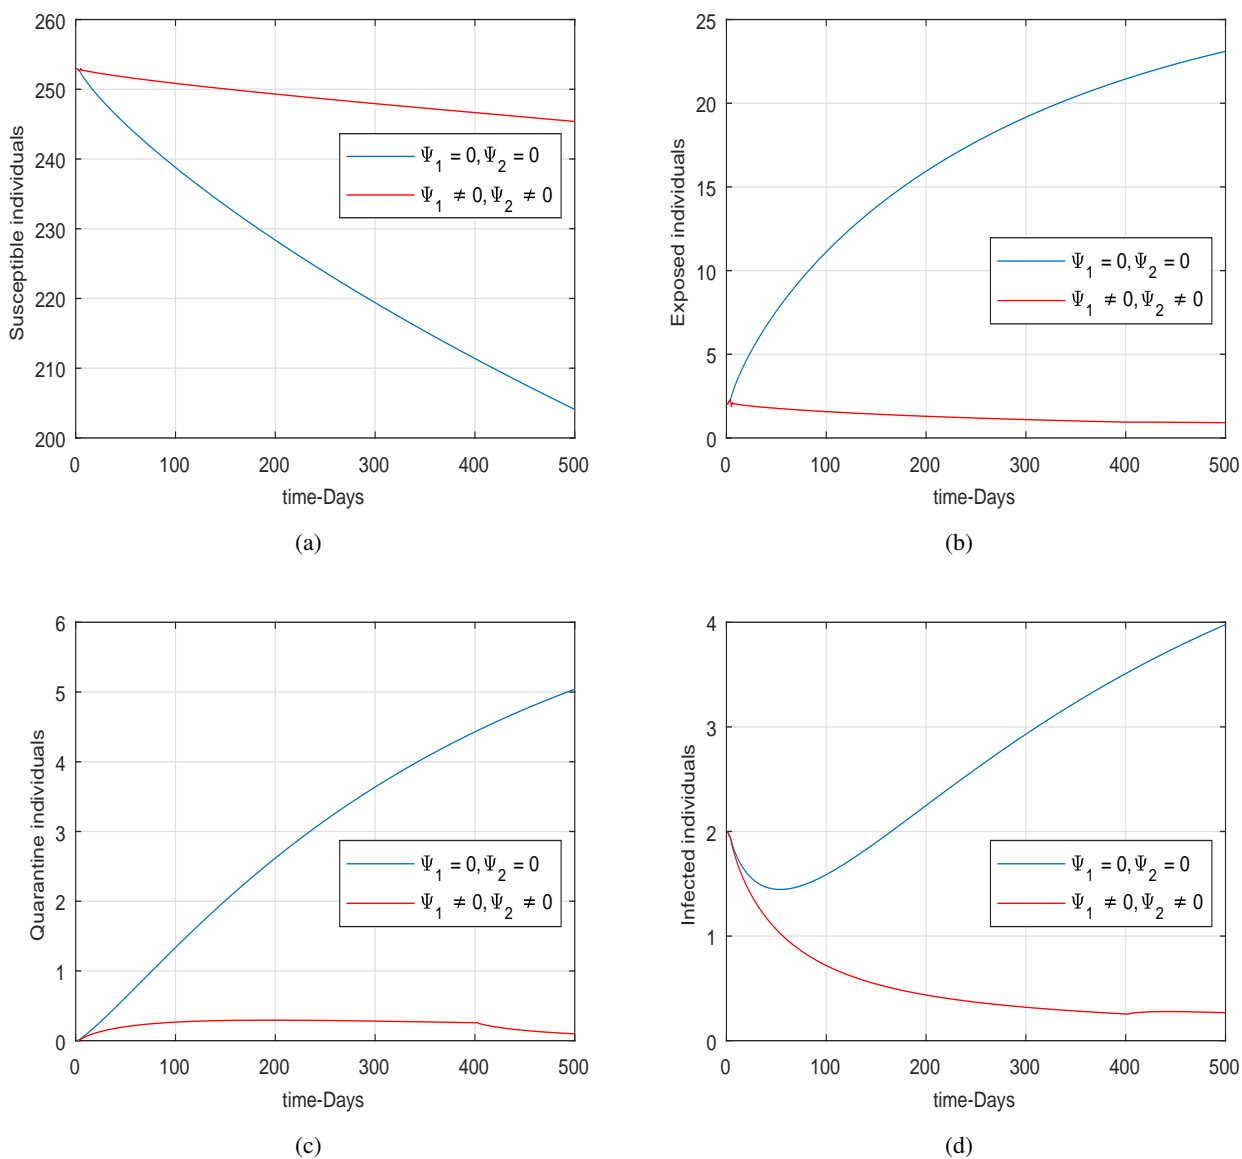 260
250
240
230
220
210
200
Susceptible individuals
Ψ1 = 0, Ψ2 = 0
Ψ1 ≠ 0, Ψ2 ≠ 0
0 100 200 300 400 500
time-Days
(a)
25
20
15
10
5
0
Exposed individuals
Ψ1 = 0, Ψ2 = 0
Ψ1 ≠ 0, Ψ2 ≠ 0
0 100 200 300 400 500
time-Days
(b)
6
5
4
3
2
1
0
Quarantine individuals
Ψ1 = 0, Ψ2 = 0
Ψ1 ≠ 0, Ψ2 ≠ 0
0 100 200 300 400 500
time-Days
(c)
4
3
2
1
0
Infected individuals
Ψ1 = 0, Ψ2 = 0
Ψ1 ≠ 0, Ψ2 ≠ 0
0 100 200 300 400 500
time-Days
(d)